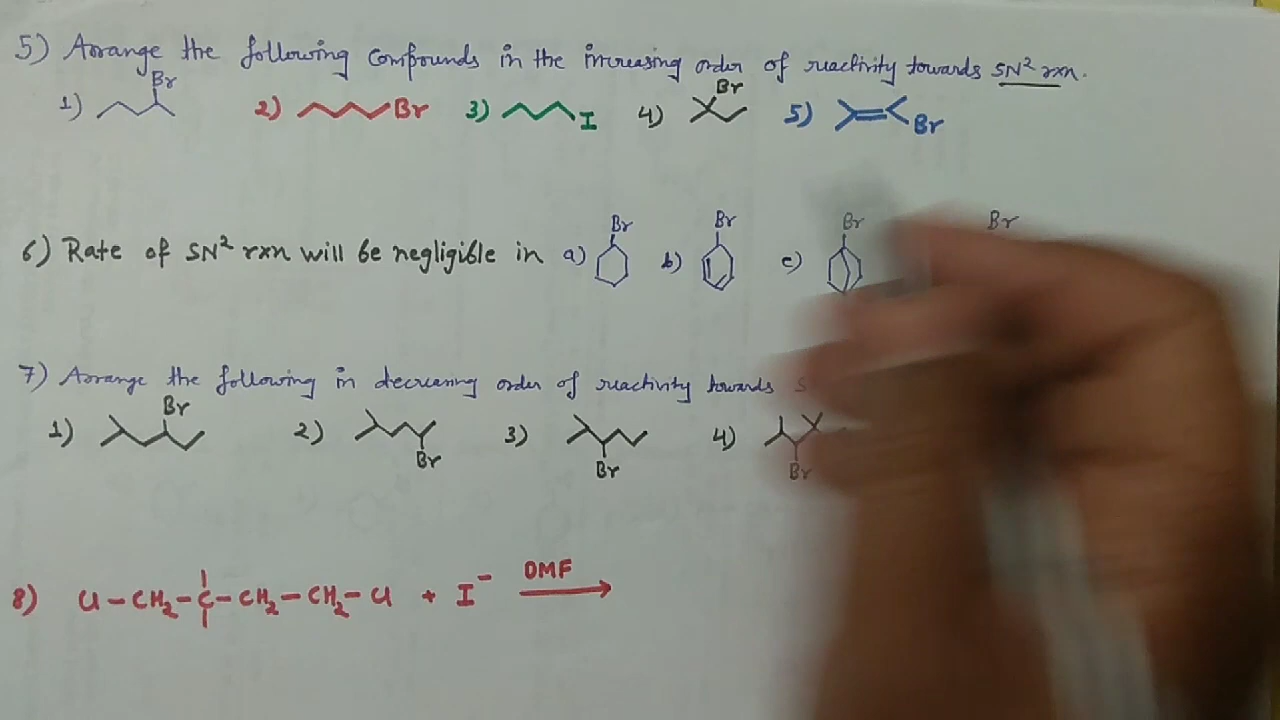 5) Arrange the following compounds in the increasing order of reactivity towards SN² rxn.
1) Br 2) Br 3) I 4) Br 5) Br
6) Rate of SN² rxn will be negligible in a) Br b) Br c) Br Br
7) Arrange the following in decreasing order of reactivity towards
1) Br 2) Br 3) Br 4) Br
8) Cl-CH₂-C-CH₂-CH₂-Cl + I⁻ DMF